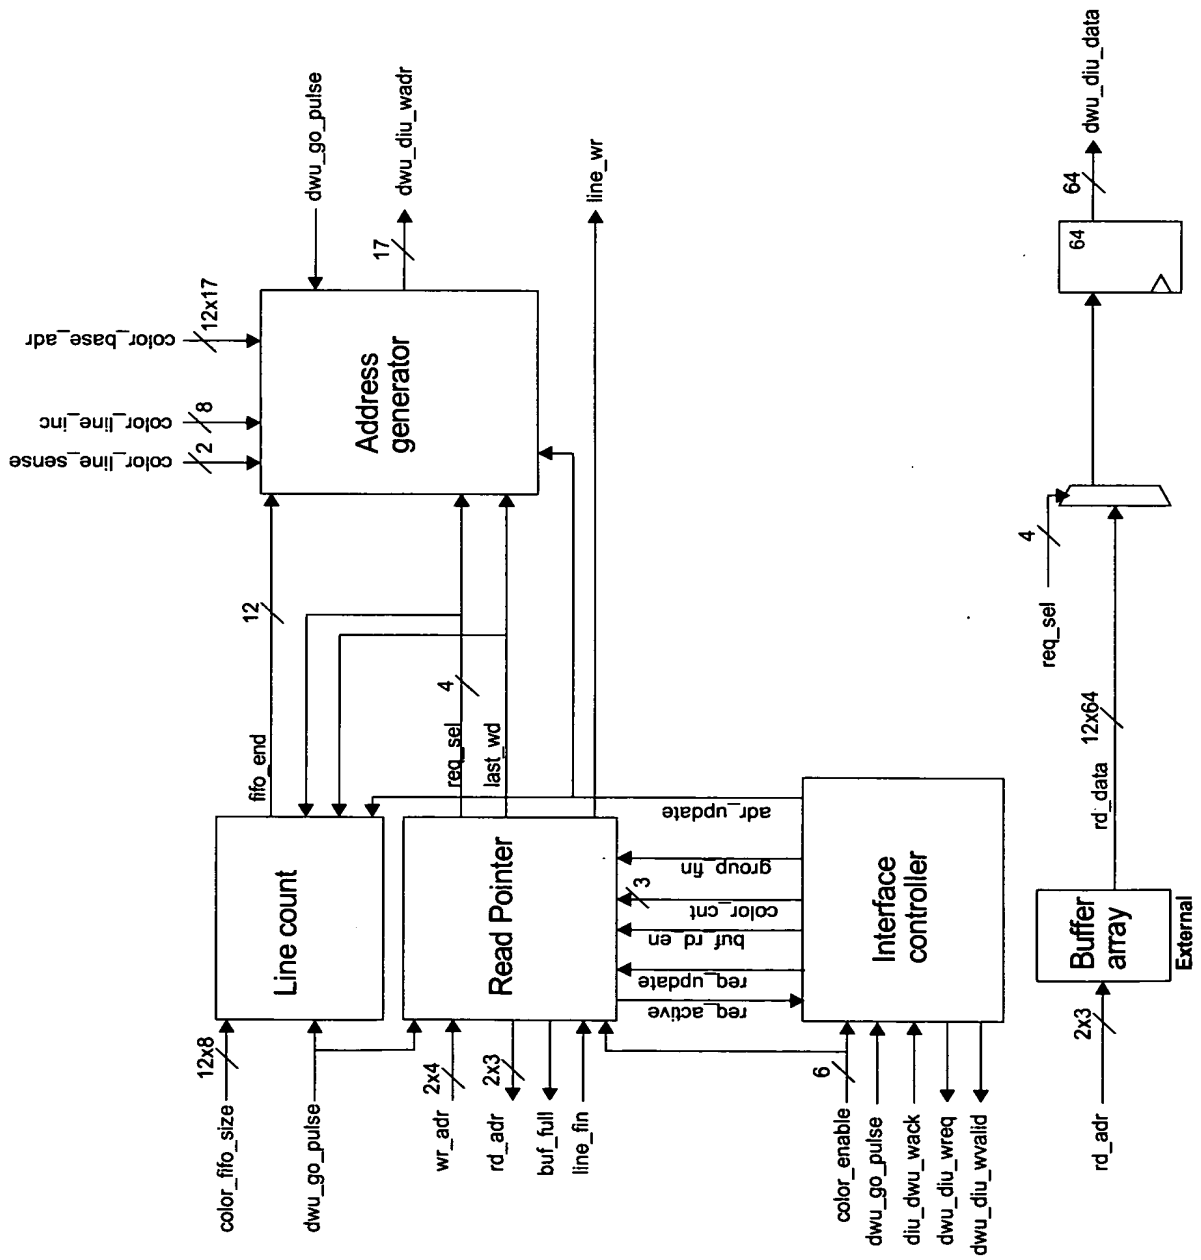 color_fifo_size
12x8
dwu_go_pulse
Line count
fifo_end
12
color_line_sense
2
color_line_inc
8
color_base_adr
12x17
Address
generator
dwu_go_pulse
17
dwu_diu_wadr
wr_adr
2x4
rd_adr
2x3
buf_full
line_fin
Read Pointer
req_sel
4
last_wd
line_wr
req_active
req_update
buf_rd_en
color_cnt
3
group_fin
adr_update
color_enable
6
dwu_go_pulse
diu_dwu_wack
dwu_diu_wreq
dwu_diu_wvalid
Interface
controller
rd_adr
2x3
Buffer
array
External
rd_data
12x64
req_sel
4
64
64
dwu_diu_data